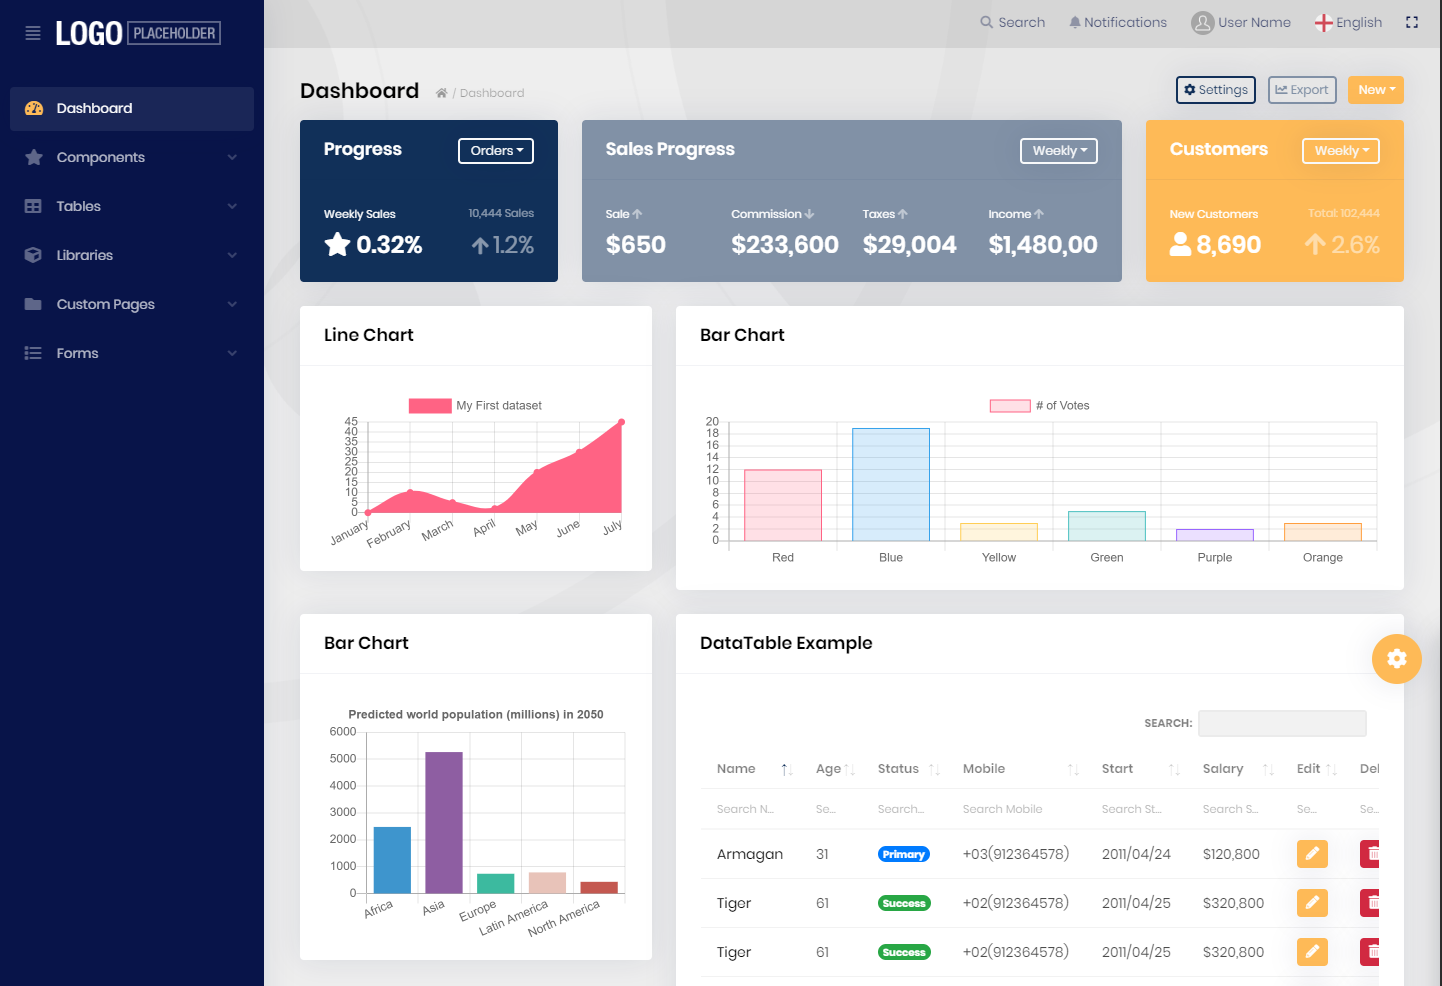 LOGO PLACEHOLDER
Search Notifications User Name English
Dashboard
Components
Tables
Libraries
Custom Pages
Forms
Dashboard / Dashboard
Settings Export New
Progress Orders
Weekly Sales 10,444 Sales
0.32% 1.2%
Sales Progress Weekly
Sale Commission Taxes Income
$650 $233,600 $29,004 $1,480,00
Customers Weekly
New Customers Total: 102,444
8,690 2.6%
Line Chart
My First dataset
45
40
35
30
25
20
15
10
5
0
January February March April May June July
Bar Chart
# of Votes
20
18
16
14
12
10
8
6
4
2
0
Red Blue Yellow Green Purple Orange
Bar Chart
Predicted world population (millions) in 2050
6000
5000
4000
3000
2000
1000
0
Africa Asia Europe Latin America North America
DataTable Example
SEARCH:
Name Age Status Mobile Start Salary Edit Del
Search N... Se... Search... Search Mobile Search St... Search S... Se... Se...
Armagan 31 Primary +03(912364578) 2011/04/24 $120,800
Tiger 61 Success +02(912364578) 2011/04/25 $320,800
Tiger 61 Success +02(912364578) 2011/04/25 $320,800